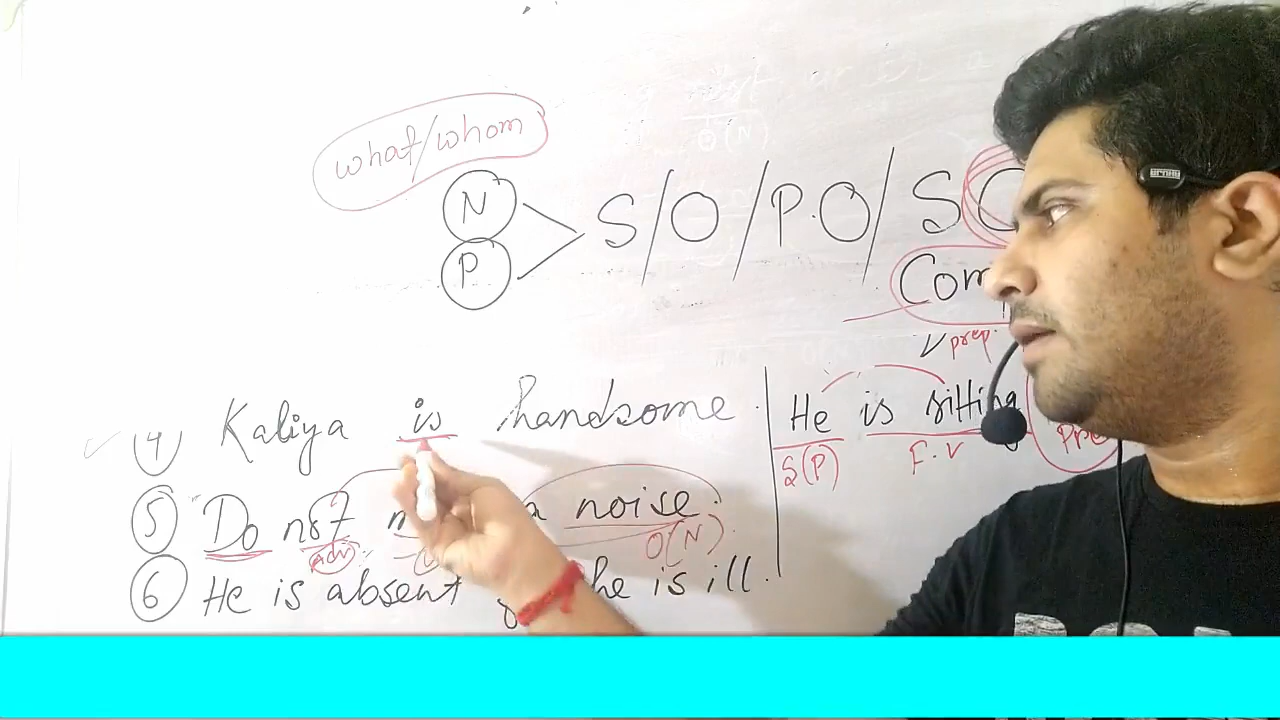 what/whom
N
P
S/O/P.O/SC
Com
prep.
(4) Kaliya is handsome.
He is sitting
S(P) F.V
(5) Do not a noise.
adv. O(N)
(6) He is absent he is ill.